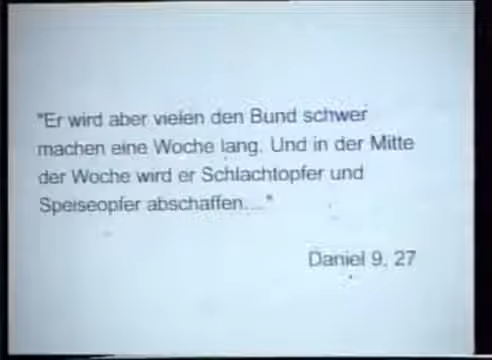 "Er wird aber vielen den Bund schwer
machen eine Woche lang. Und in der Mitte
der Woche wird er Schlachtopfer und
Speiseopfer abschaffen...."
Daniel 9, 27